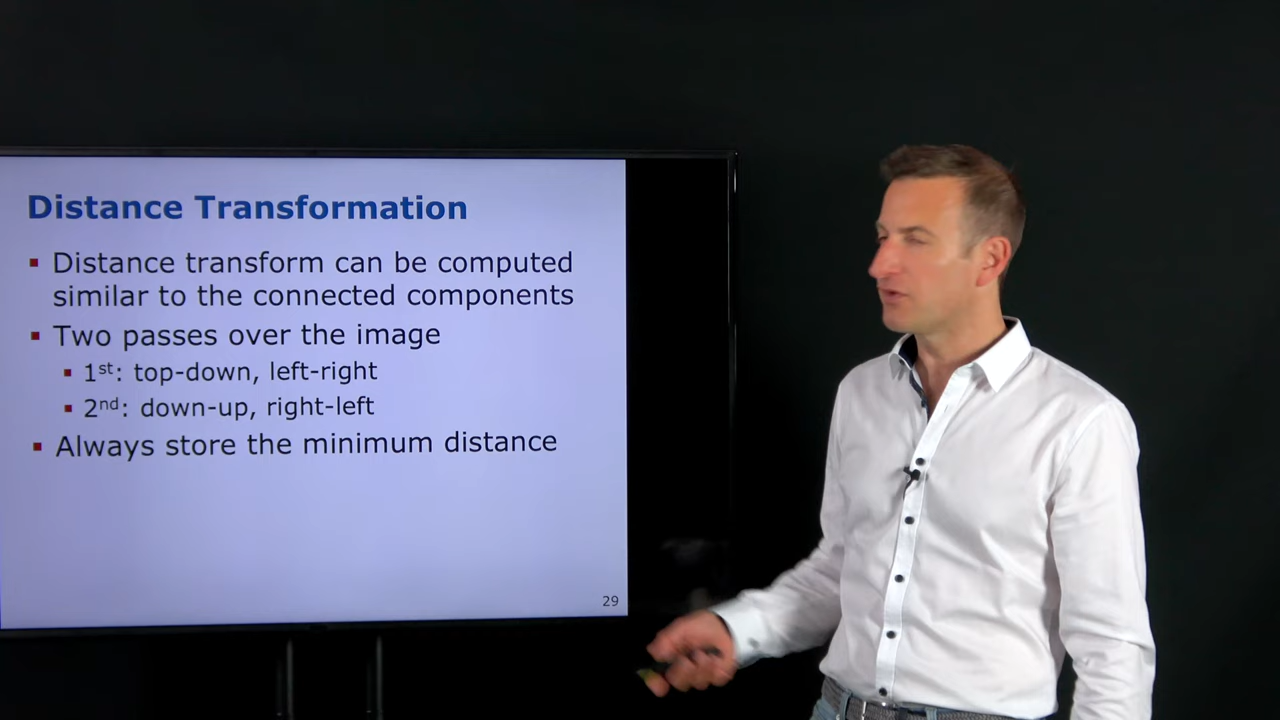 Distance Transformation
▪ Distance transform can be computed
similar to the connected components
▪ Two passes over the image
▪ 1st: top-down, left-right
▪ 2nd: down-up, right-left
▪ Always store the minimum distance
29